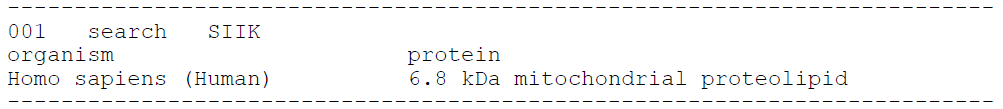 --------------------------------------------------------------------------
001   search   SIIK
organism                      protein
Homo sapiens (Human)          6.8 kDa mitochondrial proteolipid
--------------------------------------------------------------------------